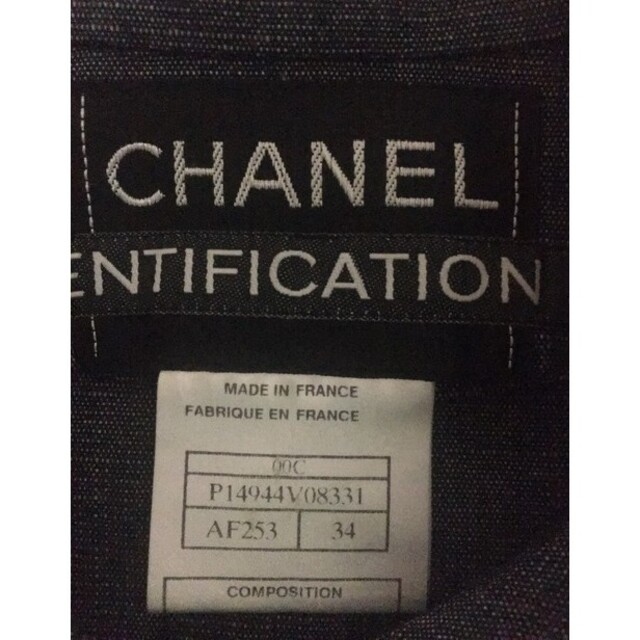 CHANEL
ENTIFICATION
MADE IN FRANCE
FABRIQUE EN FRANCE
00C
P14944V08331
AF253 34
COMPOSITION